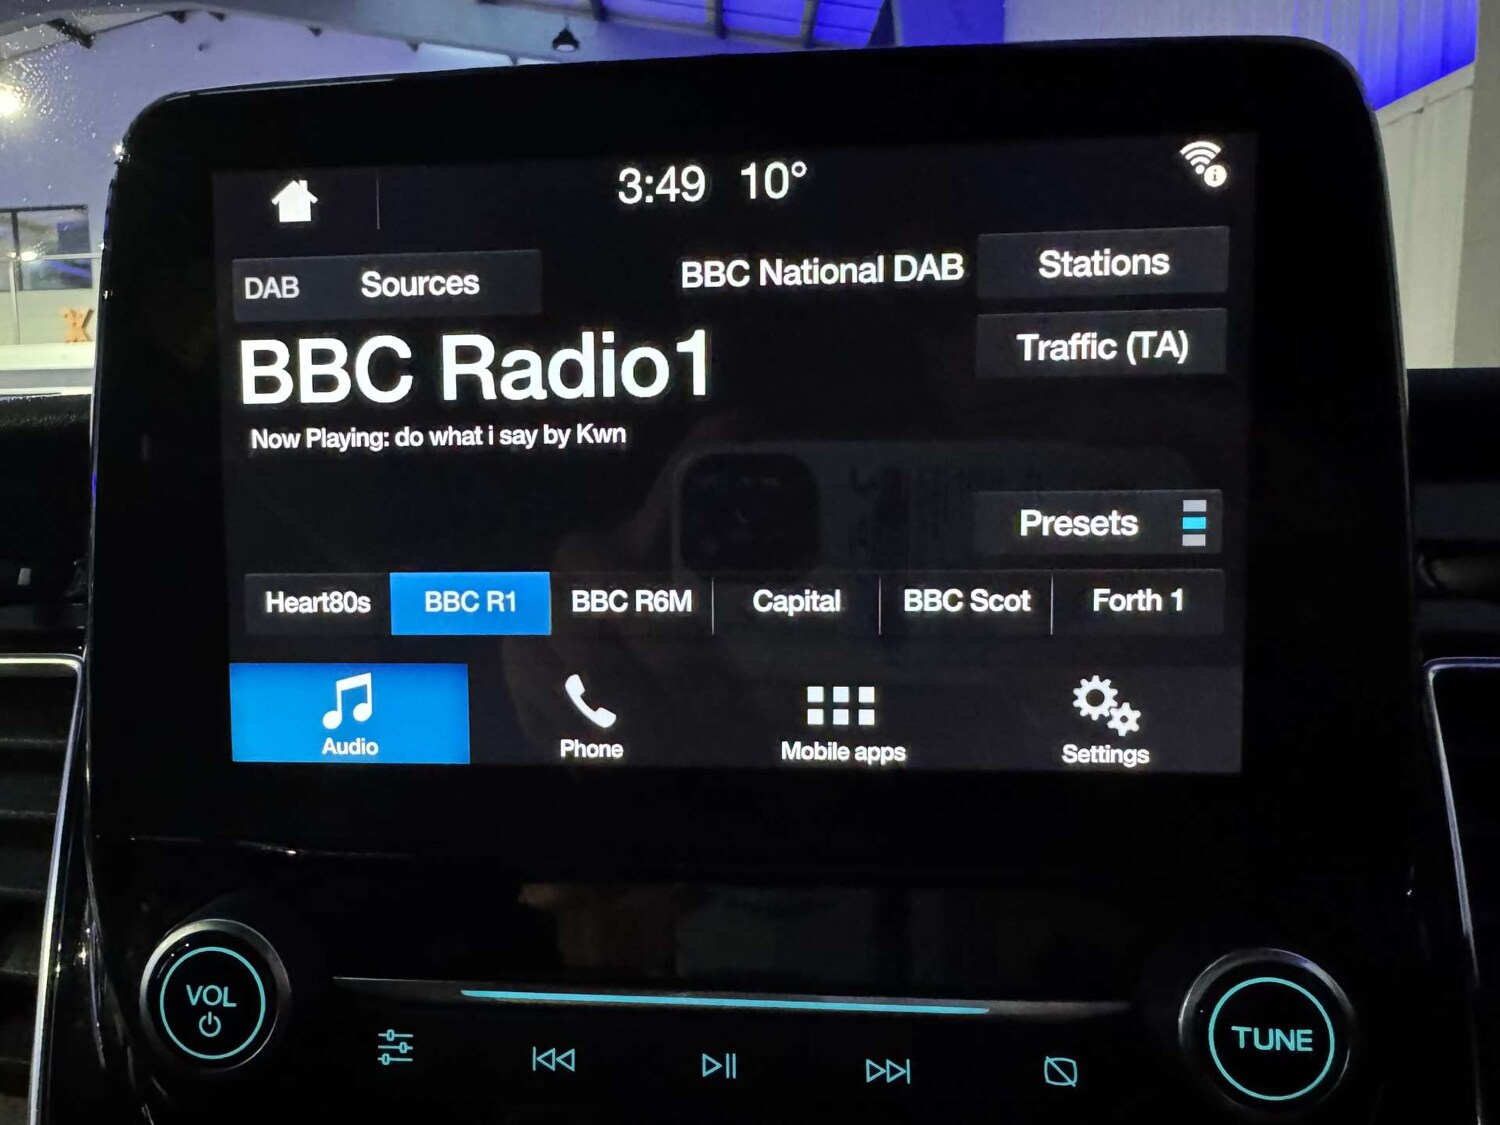 3:49 10°
DAB Sources
BBC National DAB
Stations
BBC Radio1
Traffic (TA)
Now Playing: do what i say by Kwn
Presets
Heart80s BBC R1 BBC R6M Capital BBC Scot Forth 1
Audio Phone Mobile apps Settings
VOL
TUNE